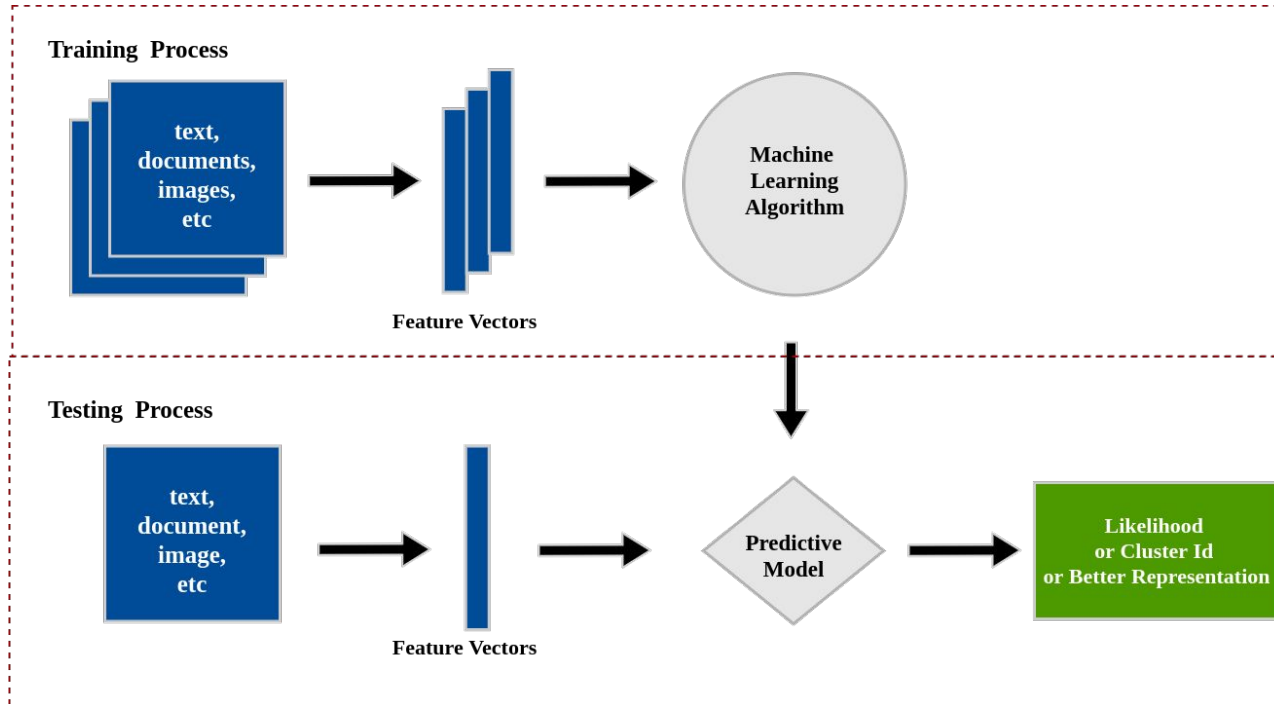 Training Process
text,
documents,
images,
etc
Feature Vectors
Machine
Learning
Algorithm
Testing Process
text,
document,
image,
etc
Feature Vectors
Predictive
Model
Likelihood
or Cluster Id
or Better Representation